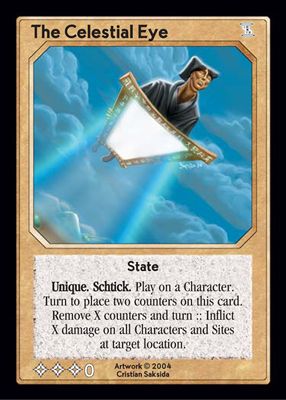 The Celestial Eye
State
Unique. Schtick. Play on a Character.
Turn to place two counters on this card.
Remove X counters and turn :: Inflict
X damage on all Characters and Sites
at target location.
0
Artwork © 2004
Cristian Saksida